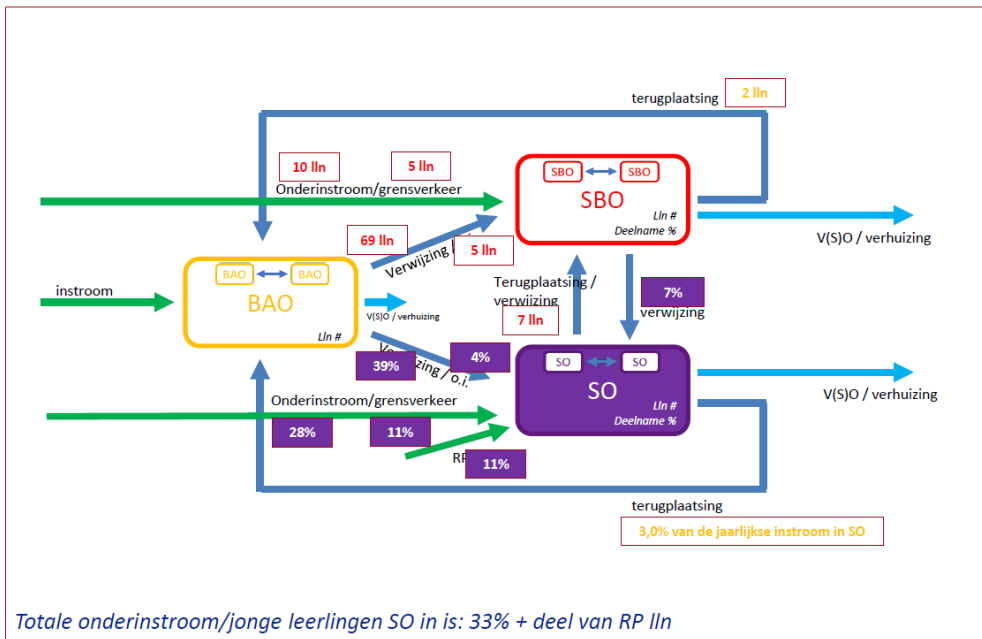 terugplaatsing
2 lln
10 lln
5 lln
Onderinstroom/grensverkeer
SBO SBO
SBO
Lln #
Deelname %
V(S)O / verhuizing
69 lln
Verwijzing /
5 lln
BAO BAO
BAO
Lln #
instroom
V(S)O / verhuizing
Terugplaatsing /
verwijzing
7 lln
7%
verwijzing
39%
4%
/ o.i.
SO SO
SO
Lln #
Deelname %
V(S)O / verhuizing
Onderinstroom/grensverkeer
28%
11%
11%
terugplaatsing
3,0% van de jaarlijkse instroom in SO
Totale onderinstroom/jonge leerlingen SO in is: 33% + deel van RP lln